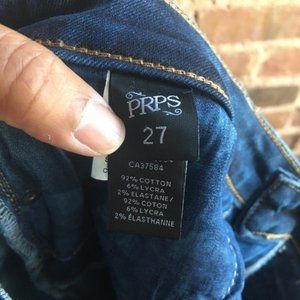 PRPS
27
CA37584
92% COTTON
6% LYCRA
2% ELASTANE/
92% COTON
6% LYCRA
2% ÉLASTHANNE